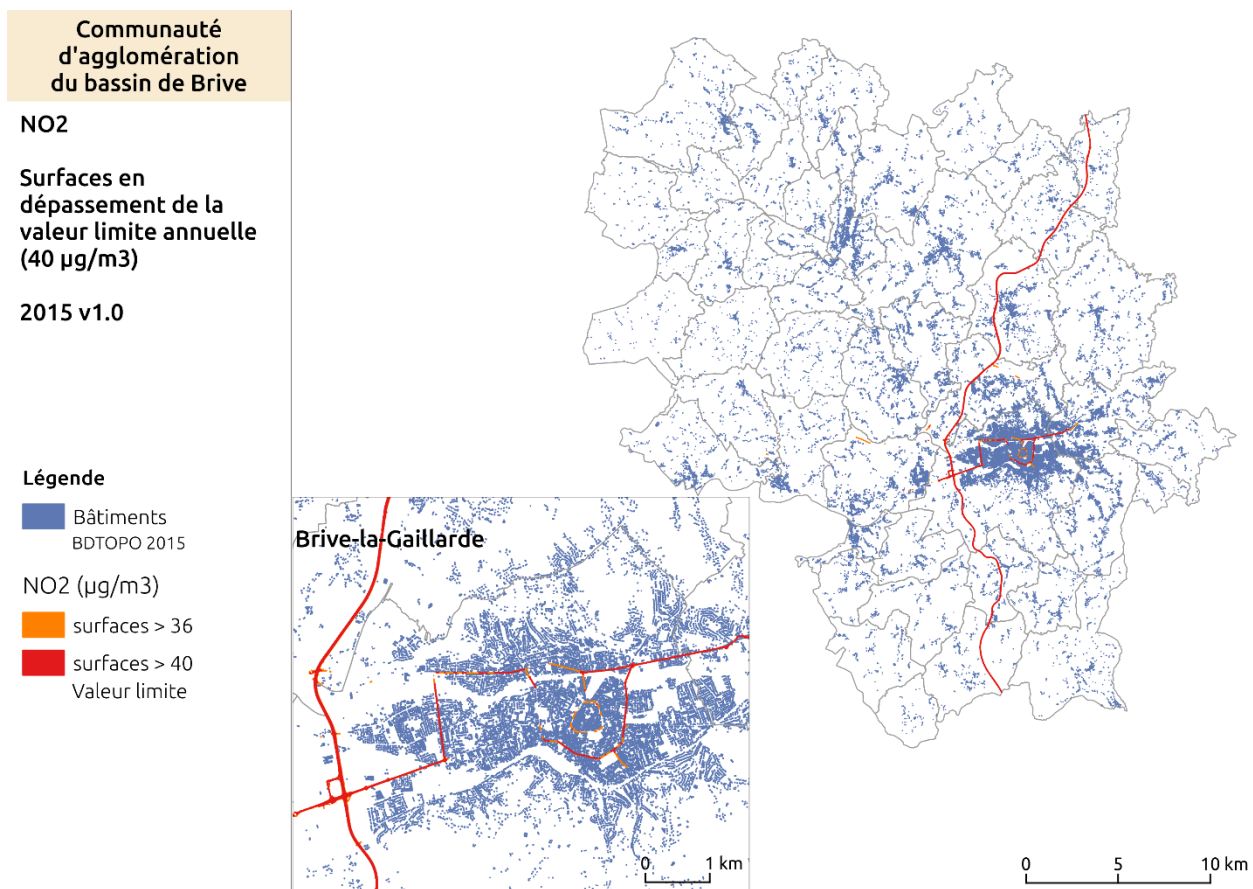 Communauté
d'agglomération
du bassin de Brive
NO2
Surfaces en
dépassement de la
valeur limite annuelle
(40 µg/m3)
2015 v1.0
Légende
Bâtiments
BDTOPO 2015
NO2 (µg/m3)
surfaces > 36
surfaces > 40
Valeur limite
Brive-la-Gaillarde
0 1 km
0 5 10 km